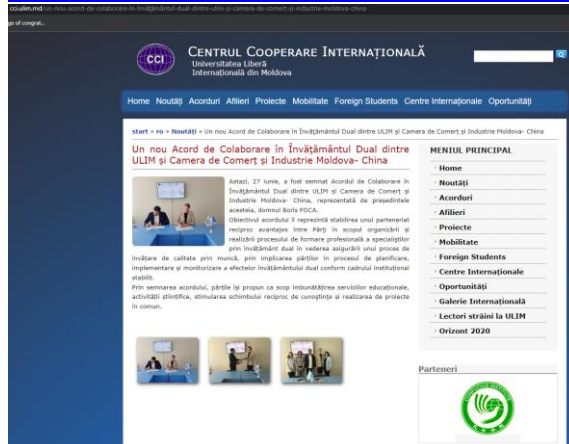 cci.ulim.md/un-nou-acord-de-colaborare-in-invățământul-dual-dintre-ulim-și-camera-de-comerț-și-industrie-moldova-china
ge of congrat...
CCI
CENTRUL COOPERARE INTERNAȚIONALĂ
Universitatea Liberă
Internațională din Moldova
Home Noutăți Acorduri Afilieri Proiecte Mobilitate Foreign Students Centre Internaționale Oportunități
start » ro » Noutăți » Un nou Acord de Colaborare în Învățământul Dual dintre ULIM și Camera de Comerț și Industrie Moldova- China
Un nou Acord de Colaborare în Învățământul Dual dintre
ULIM și Camera de Comerț și Industrie Moldova- China
Astazi, 27 iunie, a fost semnat Acordul de Colaborare în
Învățământul Dual dintre ULIM și Camera de Comerț și
Industrie Moldova- China, reprezentată de președintele
acesteia, domnul Boris FOCA.
Obiectivul acordului îl reprezintă stabilirea unui parteneriat
reciproc avantajos între Părți în scopul organizării și
realizării procesului de formare profesională a specialiștilor
prin învățământ dual în vederea asigurării unui proces de
învățare de calitate prin muncă, prin implicarea părților în procesul de planificare,
implementare și monitorizare a efectelor învățământului dual conform cadrului instituțional
stabilit.
Prin semnarea acordului, părțile își propun ca scop îmbunătățirea serviciilor educaționale,
activității științifice, stimularea schimbului reciproc de cunoștințe și realizarea de proiecte
în comun.
MENIUL PRINCIPAL
Home
Noutăți
Acorduri
Afilieri
Proiecte
Mobilitate
Foreign Students
Centre Internaționale
Oportunități
Galerie Internațională
Lectori străini la ULIM
Orizont 2020
Parteneri